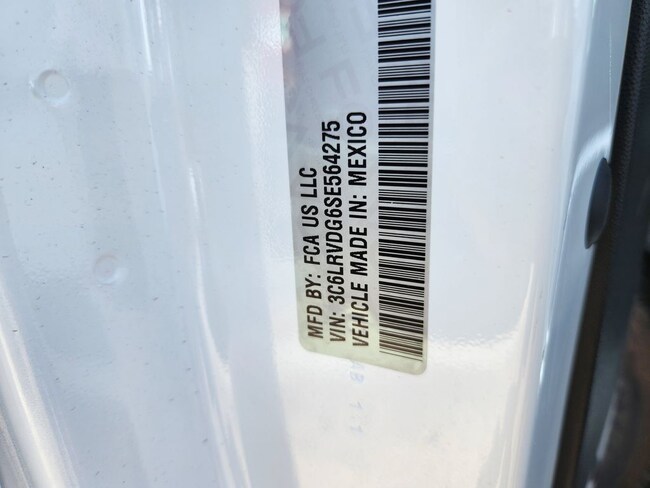 MFD BY: FCA US LLC
VIN: 3C6LRVDG6SE564275
VEHICLE MADE IN: MEXICO